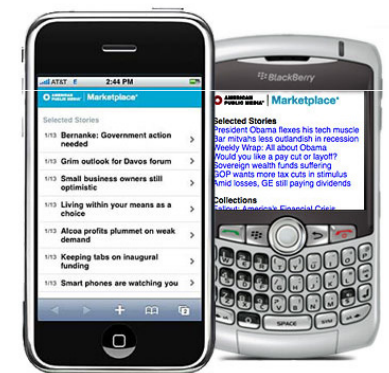 AT&T E 2:44 PM
AMERICAN PUBLIC MEDIA | Marketplace®
Selected Stories
1/13 Bernanke: Government action
needed
1/13 Grim outlook for Davos forum
1/13 Small business owners still
optimistic
1/13 Living within your means as a
choice
1/13 Alcoa profits plummet on weak
demand
1/13 Keeping tabs on inaugural
funding
1/13 Smart phones are watching you
BlackBerry
AMERICAN PUBLIC MEDIA | Marketplace®
Selected Stories
President Obama flexes his tech muscle
Bar mitvahs less outlandish in recession
Weekly Wrap: All about Obama
Would you like a pay cut or layoff?
Sovereign wealth funds suffering
GOP wants more tax cuts in stimulus
Amid losses, GE still paying dividends
Collections
Fallout: America's Financial Crisis
SPACE
SYM